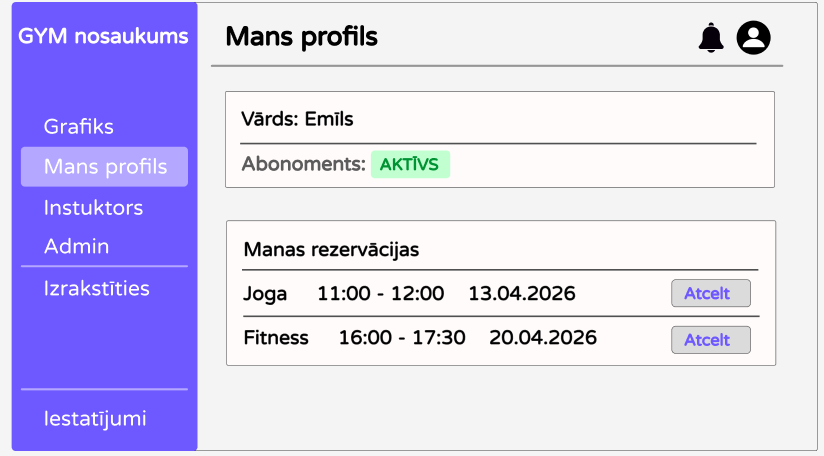 GYM nosaukums
Grafiks
Mans profils
Instuktors
Admin
Izrakstīties
Iestatījumi
Mans profils
Vārds: Emīls
Abonoments: AKTĪVS
Manas rezervācijas
Joga 11:00 - 12:00 13.04.2026 Atcelt
Fitness 16:00 - 17:30 20.04.2026 Atcelt